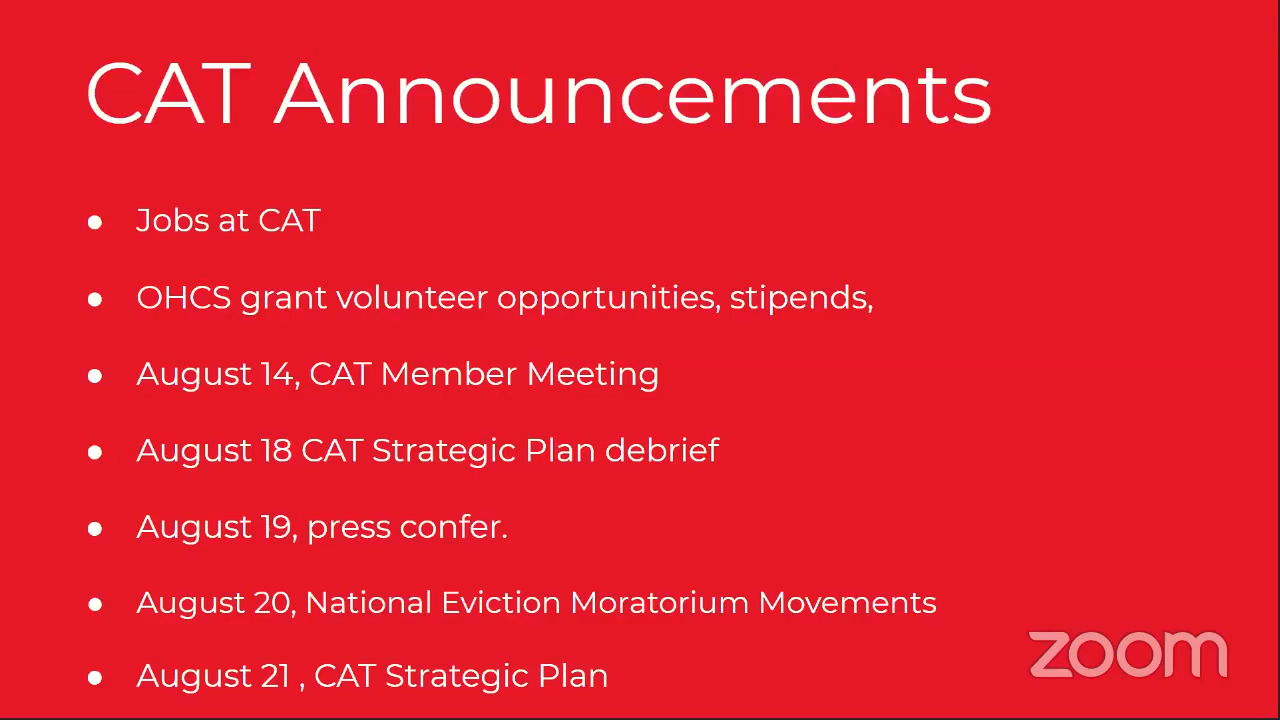 CAT Announcements
● Jobs at CAT
● OHCS grant volunteer opportunities, stipends,
● August 14, CAT Member Meeting
● August 18 CAT Strategic Plan debrief
● August 19, press confer.
● August 20, National Eviction Moratorium Movements
● August 21 , CAT Strategic Plan
zoom